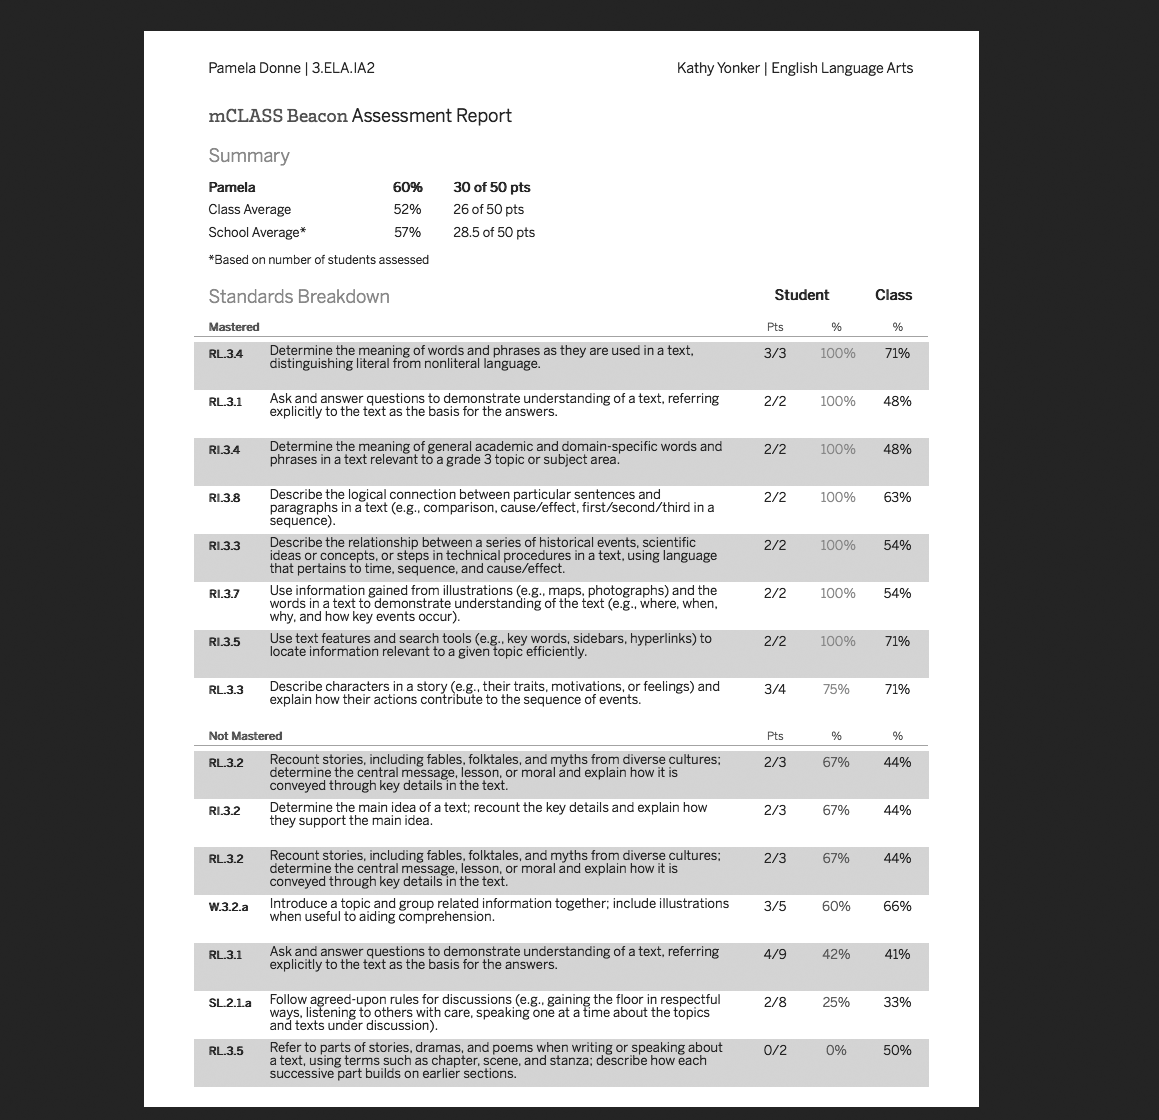 Pamela Donne | 3.ELA.IA2
Kathy Yonker | English Language Arts
mCLASS Beacon Assessment Report
Summary
Pamela 60% 30 of 50 pts
Class Average 52% 26 of 50 pts
School Average* 57% 28.5 of 50 pts
*Based on number of students assessed
Standards Breakdown Student Class
Mastered Pts % %
RL.3.4 Determine the meaning of words and phrases as they are used in a text, 3/3 100% 71%
distinguishing literal from nonliteral language.
RL.3.1 Ask and answer questions to demonstrate understanding of a text, referring 2/2 100% 48%
explicitly to the text as the basis for the answers.
RI.3.4 Determine the meaning of general academic and domain-specific words and 2/2 100% 48%
phrases in a text relevant to a grade 3 topic or subject area.
RI.3.8 Describe the logical connection between particular sentences and 2/2 100% 63%
paragraphs in a text (e.g., comparison, cause/effect, first/second/third in a
sequence).
RI.3.3 Describe the relationship between a series of historical events, scientific 2/2 100% 54%
ideas or concepts, or steps in technical procedures in a text, using language
that pertains to time, sequence, and cause/effect.
RI.3.7 Use information gained from illustrations (e.g., maps, photographs) and the 2/2 100% 54%
words in a text to demonstrate understanding of the text (e.g., where, when,
why, and how key events occur).
RI.3.5 Use text features and search tools (e.g., key words, sidebars, hyperlinks) to 2/2 100% 71%
locate information relevant to a given topic efficiently.
RL.3.3 Describe characters in a story (e.g., their traits, motivations, or feelings) and 3/4 75% 71%
explain how their actions contribute to the sequence of events.
Not Mastered Pts % %
RL.3.2 Recount stories, including fables, folktales, and myths from diverse cultures; 2/3 67% 44%
determine the central message, lesson, or moral and explain how it is
conveyed through key details in the text.
RI.3.2 Determine the main idea of a text; recount the key details and explain how 2/3 67% 44%
they support the main idea.
RL.3.2 Recount stories, including fables, folktales, and myths from diverse cultures; 2/3 67% 44%
determine the central message, lesson, or moral and explain how it is
conveyed through key details in the text.
W.3.2.a Introduce a topic and group related information together; include illustrations 3/5 60% 66%
when useful to aiding comprehension.
RL.3.1 Ask and answer questions to demonstrate understanding of a text, referring 4/9 42% 41%
explicitly to the text as the basis for the answers.
SL.2.1.a Follow agreed-upon rules for discussions (e.g., gaining the floor in respectful 2/8 25% 33%
ways, listening to others with care, speaking one at a time about the topics
and texts under discussion).
RL.3.5 Refer to parts of stories, dramas, and poems when writing or speaking about 0/2 0% 50%
a text, using terms such as chapter, scene, and stanza; describe how each
successive part builds on earlier sections.